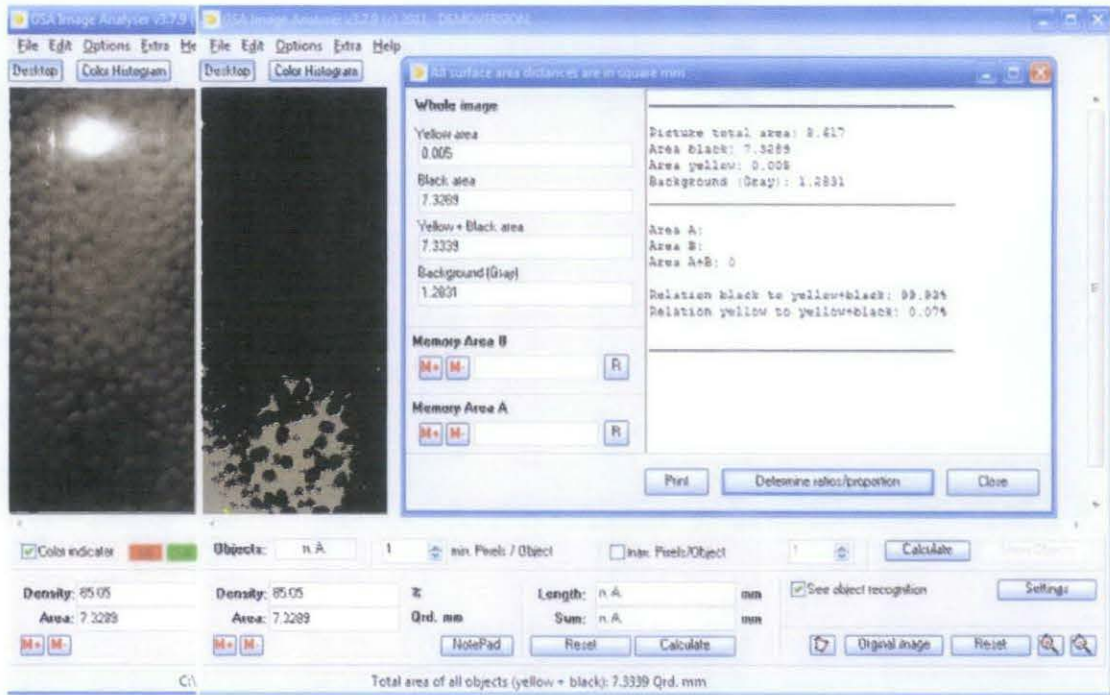 GSA Image Analyser v3.7.9
GSA Image Analyser v3.7.9 (c) 2011 DEMOVERSION
File Edit Options Extra He
File Edit Options Extra Help
Desktop Color Histogram
Desktop Color Histogram
All surface area distances are in square mm
Whole image
Yellow area
0.005
Black area
7.3289
Yellow + Black area
7.3339
Background (Gray)
1.2831
Memory Area B
M+ M- R
Memory Area A
M+ M- R
Picture total area: 8.617
Area black: 7.3289
Area yellow: 0.005
Background (Gray): 1.2831
Area A:
Area B:
Area A+B: 0
Relation black to yellow+black: 99.93%
Relation yellow to yellow+black: 0.07%
Print Determine ratios/proportion Close
Color indicator
Objects: n.A. 1 min. Pixels / Object max. Pixels/Object 1 Calculate
Density: 85.05
Area: 7.3289
M+ M-
Density: 85.05 %
Area: 7.3289 Qrd. mm
M+ M- NotePad
Length: n.A. mm
Sum: n.A. mm
Reset Calculate
See object recognition Settings
Original image Reset
C:\
Total area of all objects (yellow + black): 7.3339 Qrd. mm